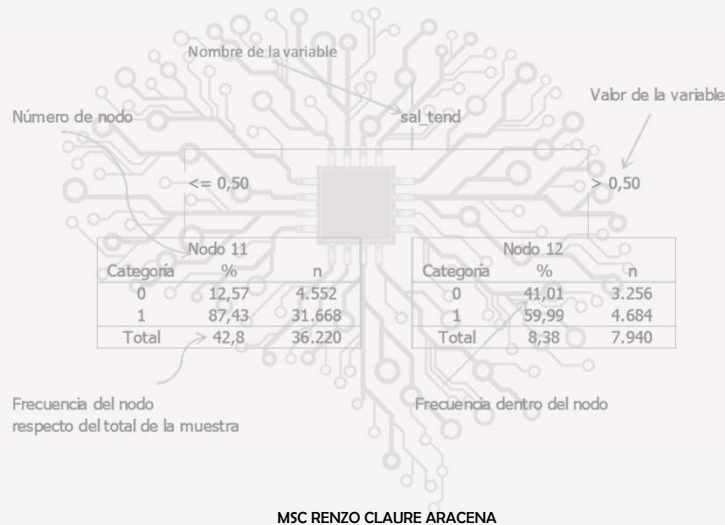 Nombre de la variable
Número de nodo
sal_tend
Valor de la variable
<= 0,50
> 0,50
Nodo 11
Categoría % n
0 12,57 4.552
1 87,43 31.668
Total 42,8 36.220
Nodo 12
Categoría % n
0 41,01 3.256
1 59,99 4.684
Total 8,38 7.940
Frecuencia del nodo
respecto del total de la muestra
Frecuencia dentro del nodo
MSC RENZO CLAURE ARACENA